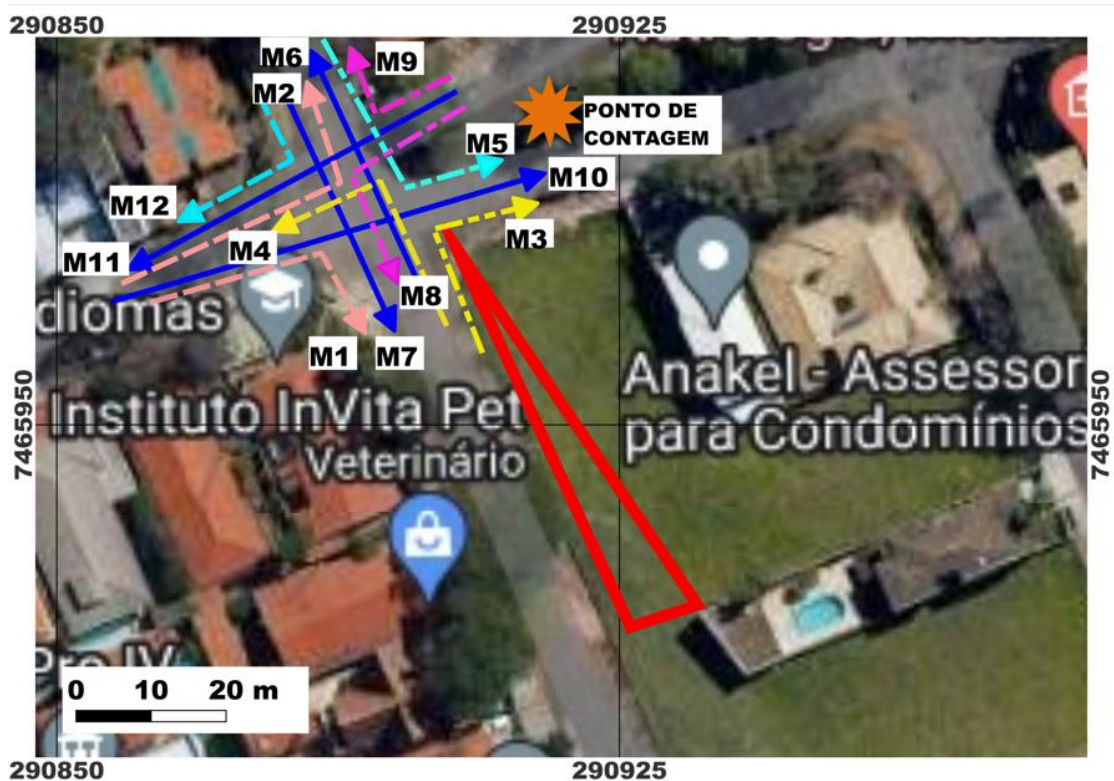 290850
290925
M6
M9
M2
PONTO DE
CONTAGEM
M5
M10
M12
M3
M4
M11
M8
diomas
M1
M7
Anakel - Assessor
para Condomínios
Instituto InVita Pet
Veterinário
7465950
7465950
0 10 20 m
290850
290925